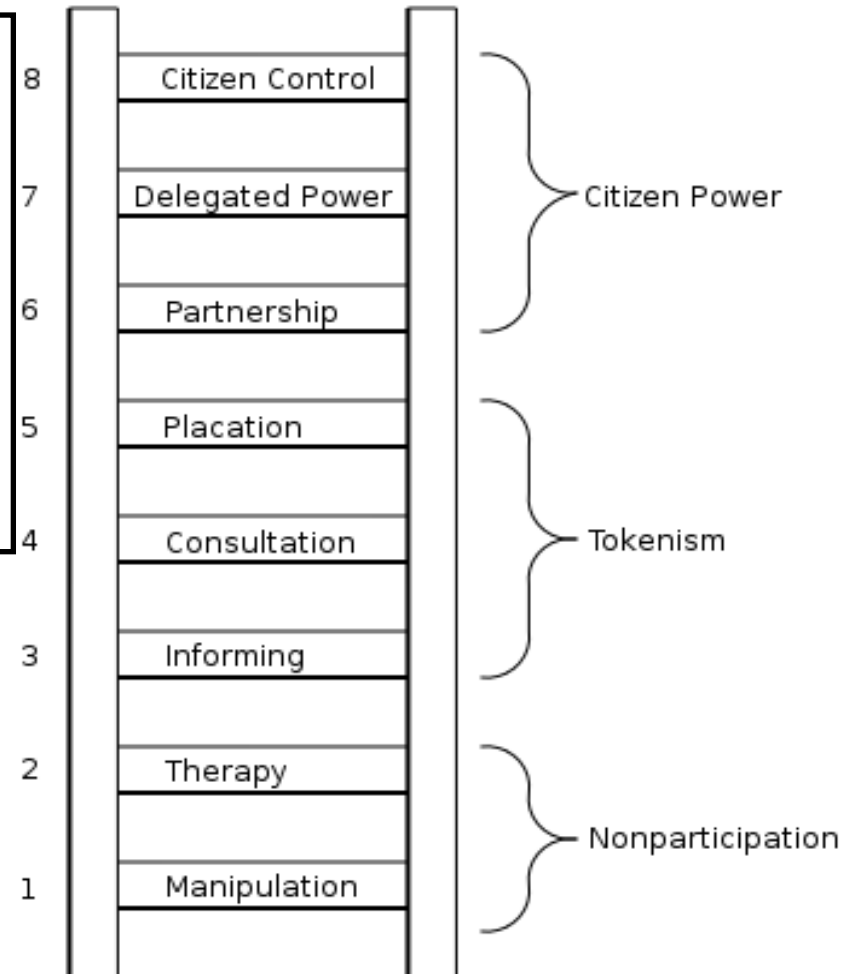 8 Citizen Control
7 Delegated Power
Citizen Power
6 Partnership
5 Placation
4 Consultation
Tokenism
3 Informing
2 Therapy
Nonparticipation
1 Manipulation